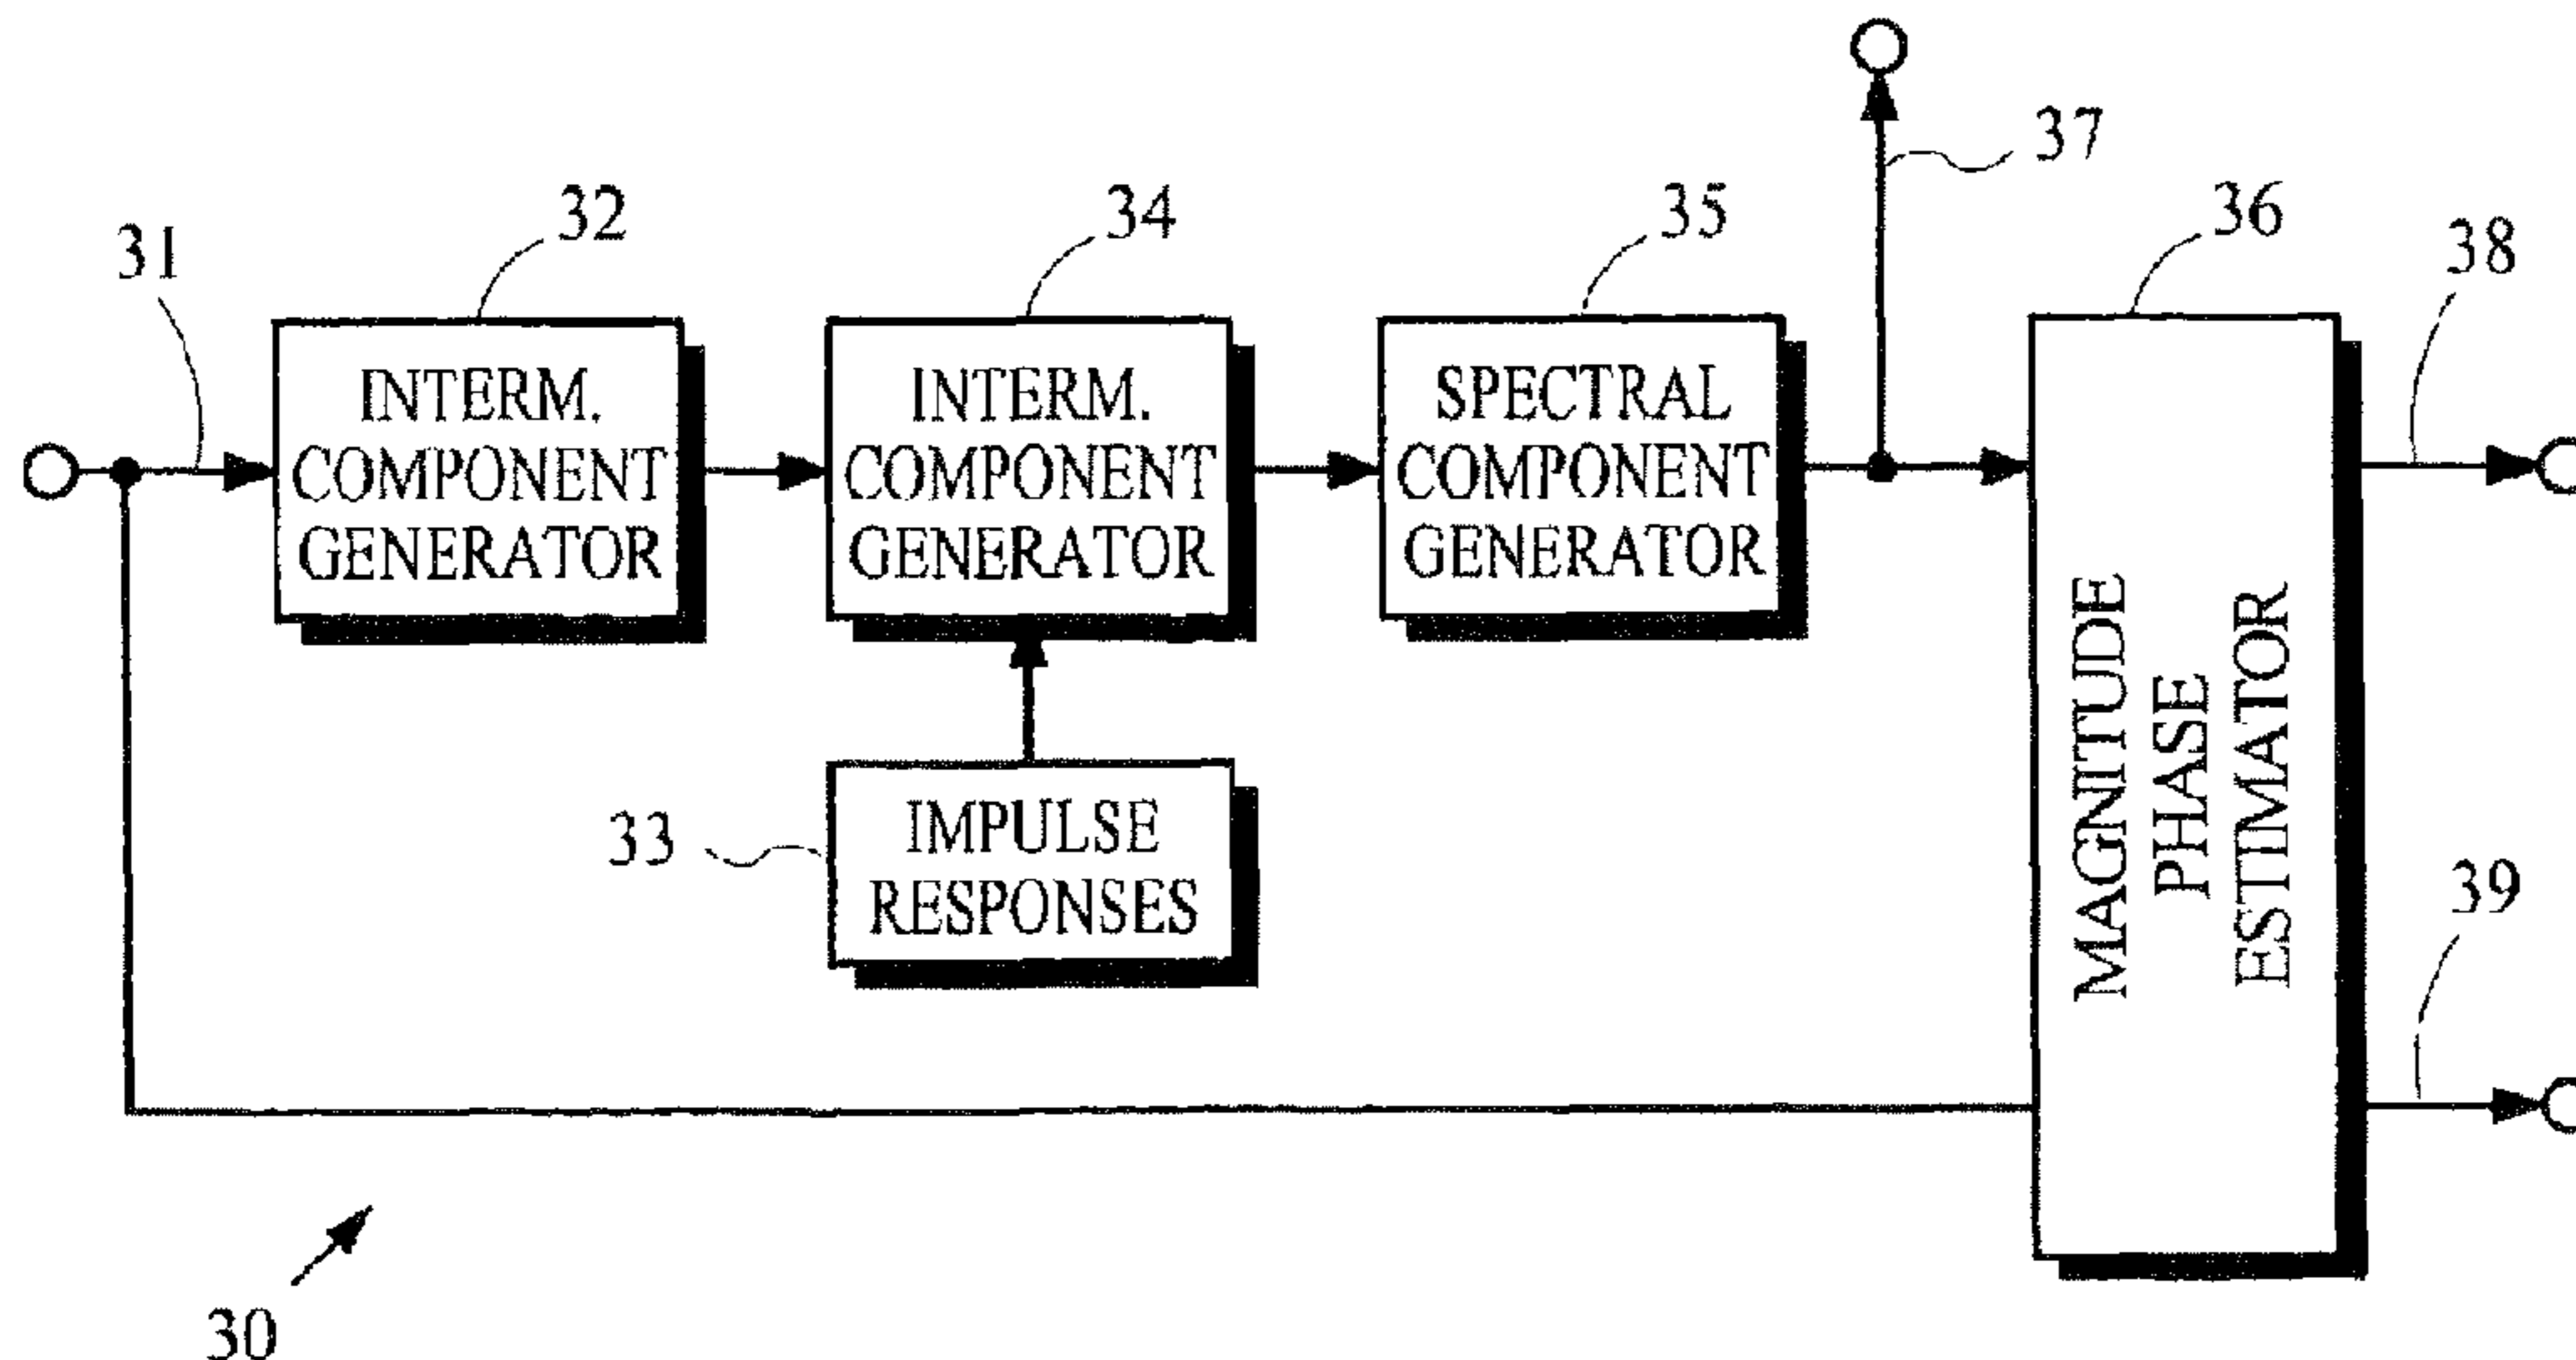 37
32
34
35
36
31
38
INTERM.
COMPONENT
GENERATOR
INTERM.
COMPONENT
GENERATOR
SPECTRAL
COMPONENT
GENERATOR
MAGNITUDE
PHASE
ESTIMATOR
33
IMPULSE
RESPONSES
39
30